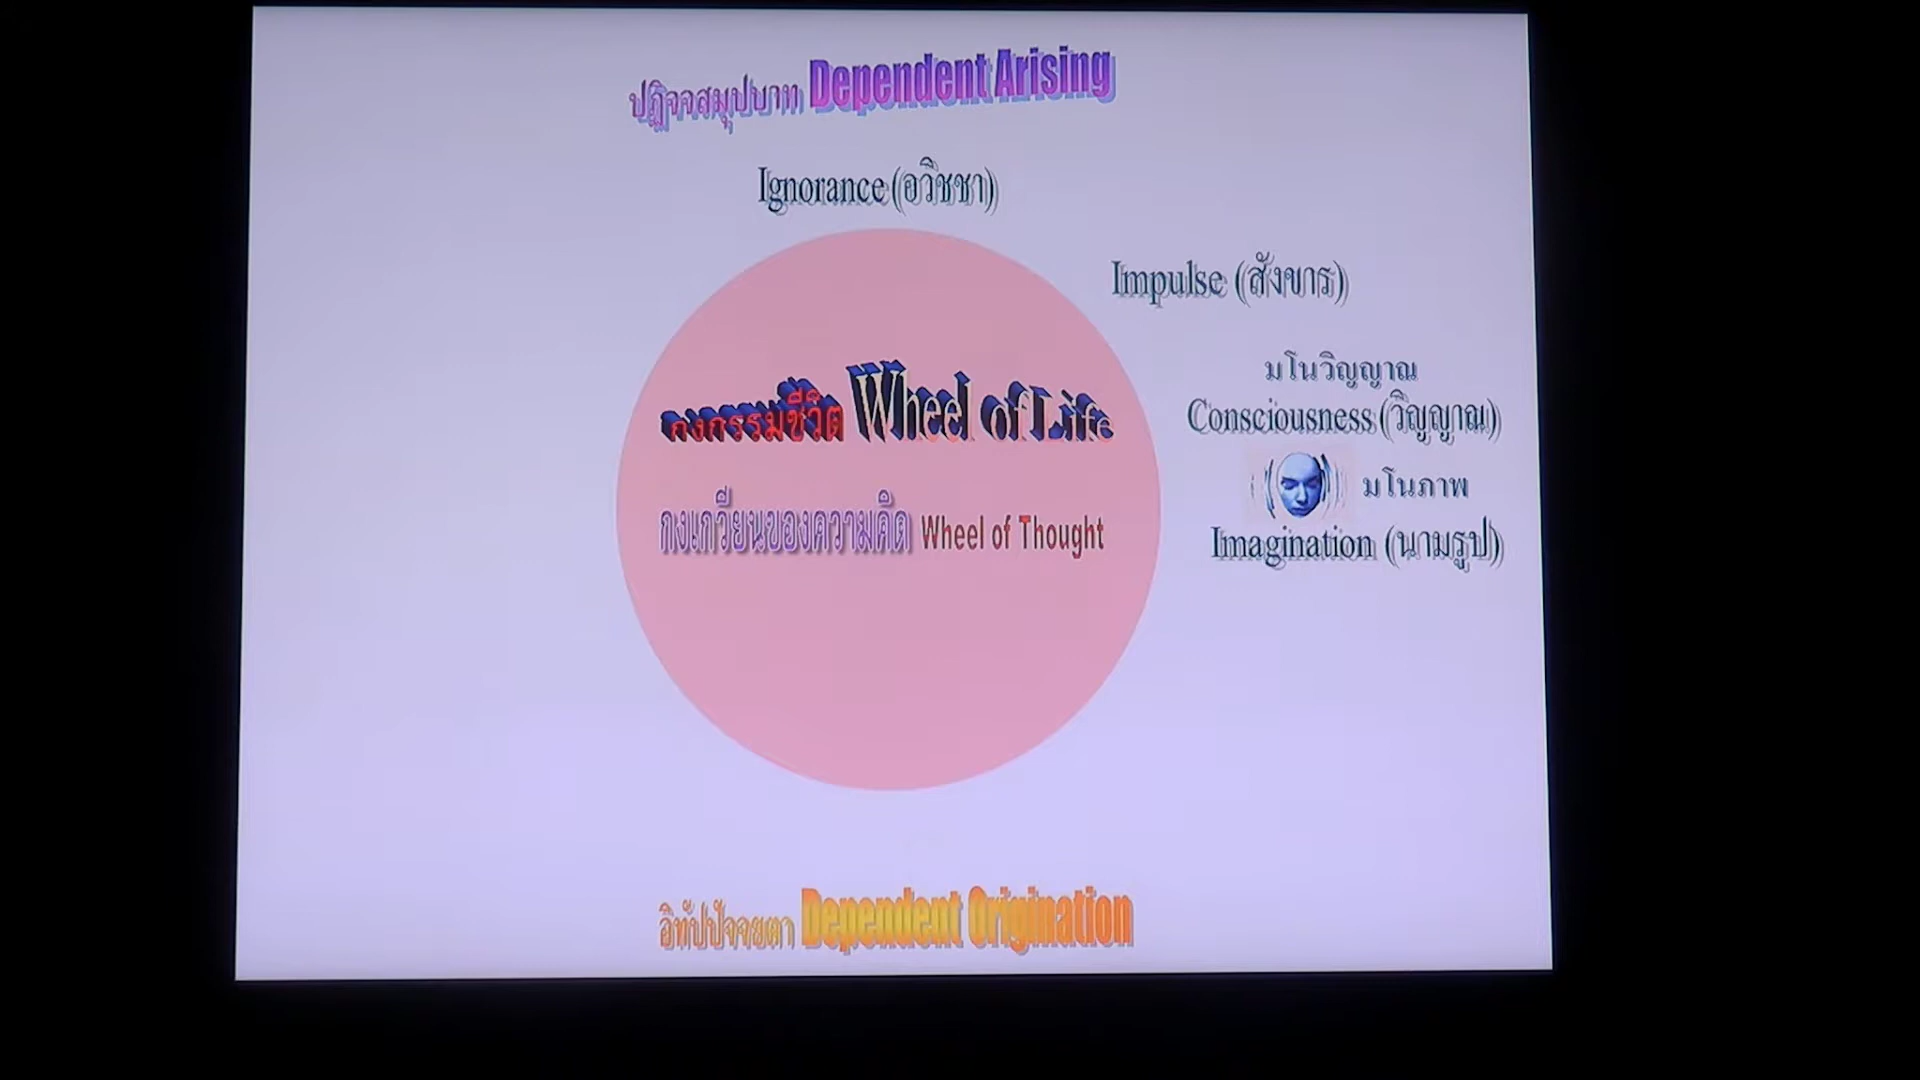 ปฏิจจสมุปบาท Dependent Arising
Ignorance (อวิชชา)
Impulse (สังขาร)
มโนวิญญาณ
Consciousness (วิญญาณ)
มโนภาพ
Imagination (นามรูป)
กงกรรมชีวิต Wheel of Life
กงเกวียนของความคิด Wheel of Thought
อิทัปปัจจยตา Dependent Origination